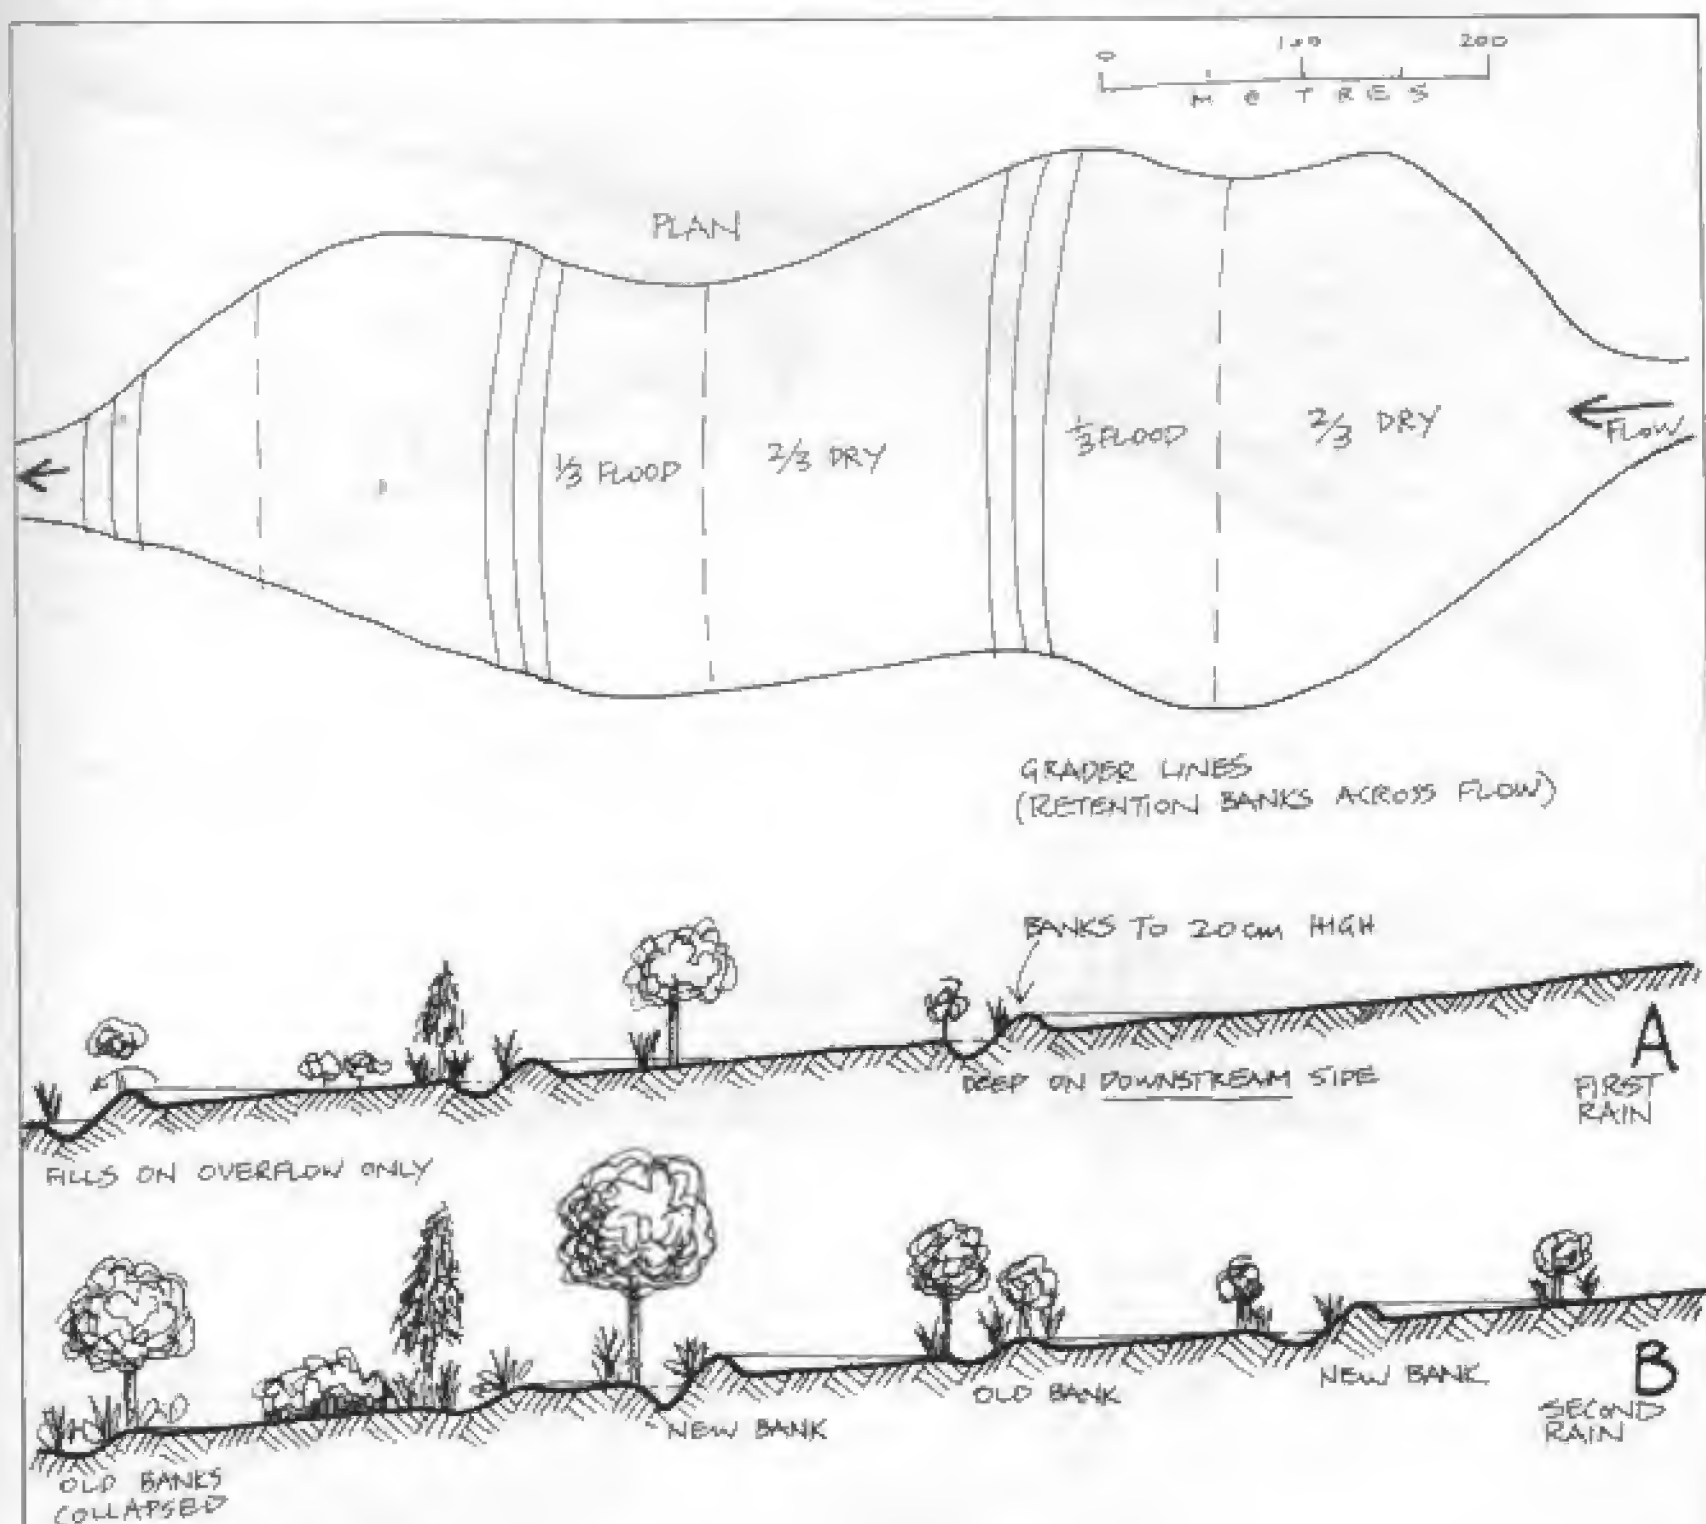 0 100 200
METRES
PLAN
1/3 FLOOD
2/3 DRY
1/3 FLOOD
2/3 DRY
FLOW
GRADER LINES
(RETENTION BANKS ACROSS FLOW)
BANKS TO 20cm HIGH
DEEP ON DOWNSTREAM SIDE
A
FIRST
RAIN
FILLS ON OVERFLOW ONLY
NEW BANK
OLD BANK
NEW BANK
B
SECOND
RAIN
OLD BANKS
COLLAPSED